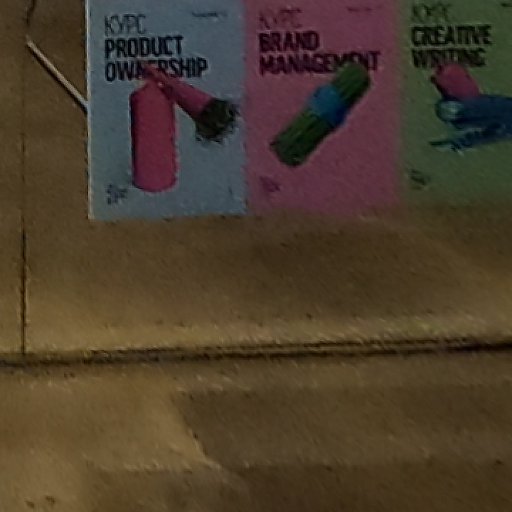 КУРС
PRODUCT
OWNERSHIP
КУРС
BRAND
MANAGEMENT
КУРС
CREATIVE
WRITING